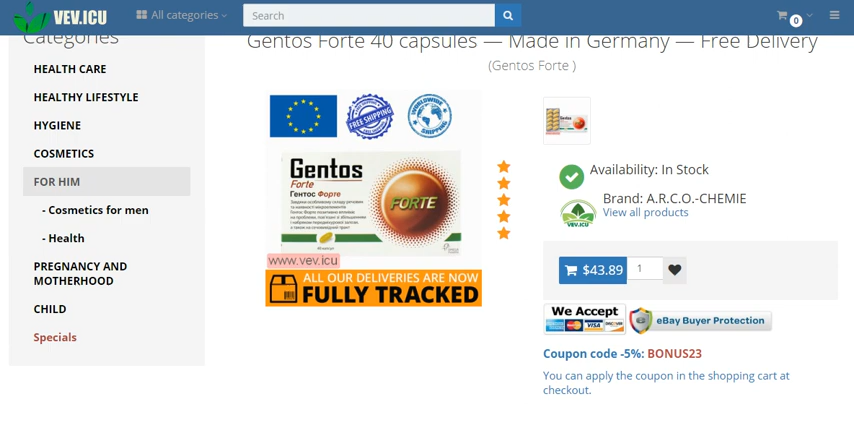 VEV.ICU
All categories
Search
0
Categories
HEALTH CARE
HEALTHY LIFESTYLE
HYGIENE
COSMETICS
FOR HIM
- Cosmetics for men
- Health
PREGNANCY AND
MOTHERHOOD
CHILD
Specials
Gentos Forte 40 capsules — Made in Germany — Free Delivery
(Gentos Forte )
FREE SHIPPING
WORLDWIDE
SHIPPING
Gentos
Forte
Гентос Форте
FORTE
www.vev.icu
ALL OUR DELIVERIES ARE NOW
FULLY TRACKED
Availability: In Stock
Brand: A.R.C.O.-CHEMIE
View all products
VEV.ICU
$43.89
1
We Accept
VISA
eBay Buyer Protection
Coupon code -5%: BONUS23
You can apply the coupon in the shopping cart at
checkout.